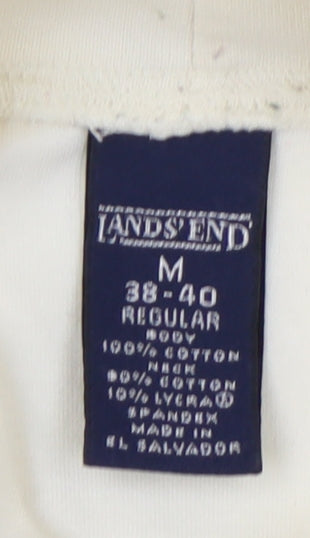 LANDS' END
M
38-40
REGULAR
BODY
100% COTTON
NECK
90% COTTON
10% LYCRA®
SPANDEX
MADE IN
EL SALVADOR